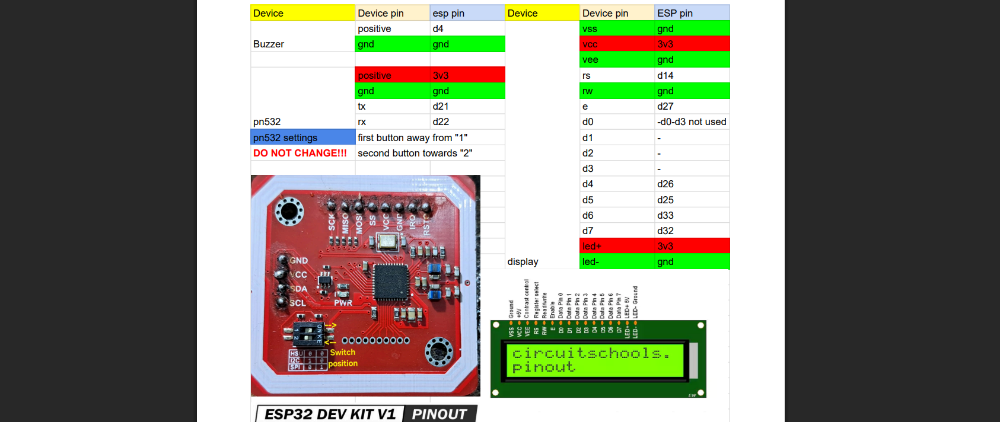 Device Device pin esp pin Device Device pin ESP pin
positive d4 vss gnd
Buzzer gnd gnd vcc 3v3
vee gnd
positive 3v3 rs d14
gnd gnd rw gnd
tx d21 e d27
pn532 rx d22 d0 -d0-d3 not used
pn532 settings first button away from "1" d1 -
DO NOT CHANGE!!! second button towards "2" d2 -
d3 -
d4 d26
d5 d25
d6 d33
d7 d32
led+ 3v3
display led- gnd
SCK
MISO
MOSI
SS
VCC
GND
IRQ
RSTO
GND
VCC
SDA
SCL
PWR
ON KE
1 2
-->
<--
Switch
position
HSU 0 0
I2C 1 0
SPI 0 1
VSS Ground
VCC +5V
VEE Contrast control
RS Register select
RW Read/write
E Enable
D0 Data Pin 0
D1 Data Pin 1
D2 Data Pin 2
D3 Data Pin 3
D4 Data Pin 4
D5 Data Pin 5
D6 Data Pin 6
D7 Data Pin 7
LED+ LED+ 5V
LED- LED- Ground
circuitschools.
pinout
EW
ESP32 DEV KIT V1 PINOUT